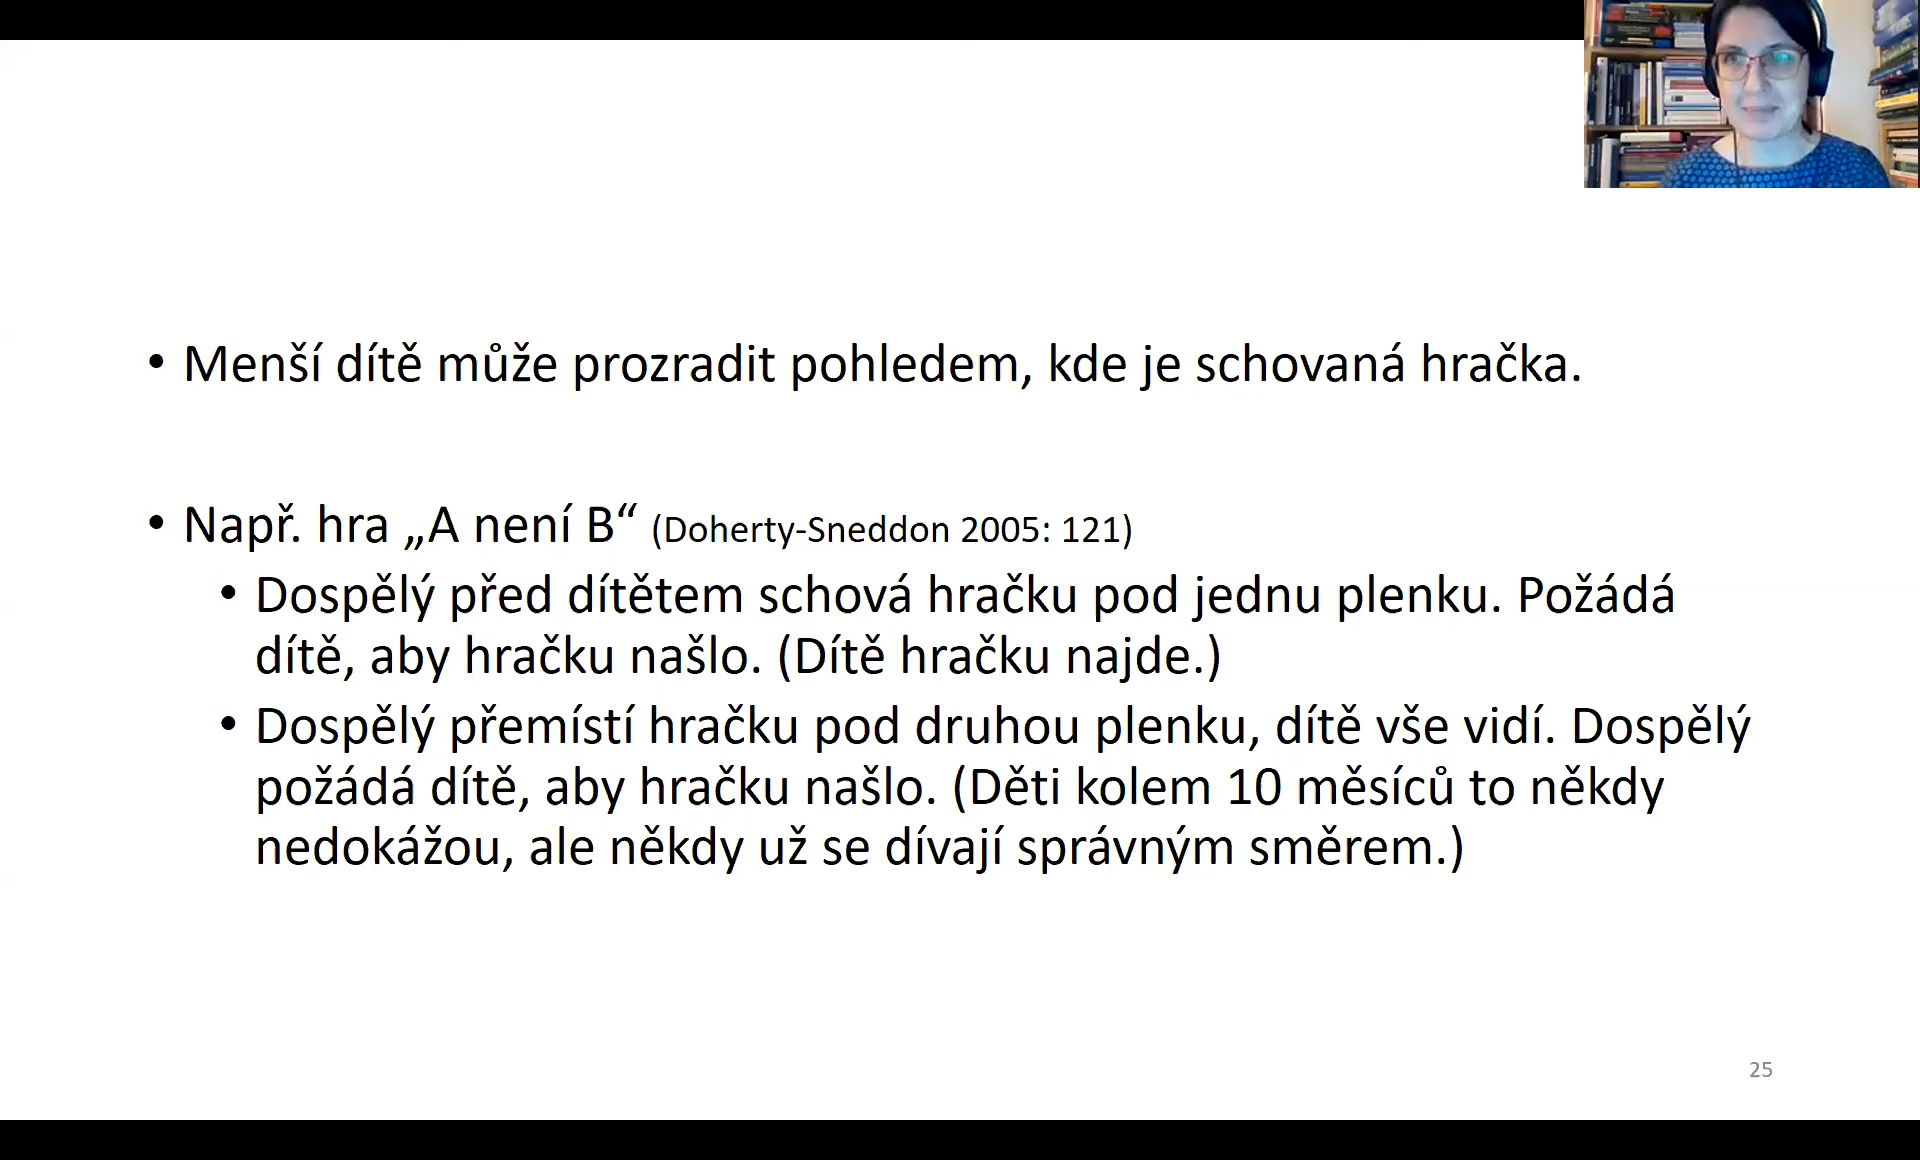 • Menší dítě může prozradit pohledem, kde je schovaná hračka.
• Např. hra „A není B“ (Doherty-Sneddon 2005: 121)
• Dospělý před dítětem schová hračku pod jednu plenku. Požádá
dítě, aby hračku našlo. (Dítě hračku najde.)
• Dospělý přemístí hračku pod druhou plenku, dítě vše vidí. Dospělý
požádá dítě, aby hračku našlo. (Děti kolem 10 měsíců to někdy
nedokážou, ale někdy už se dívají správným směrem.)
25